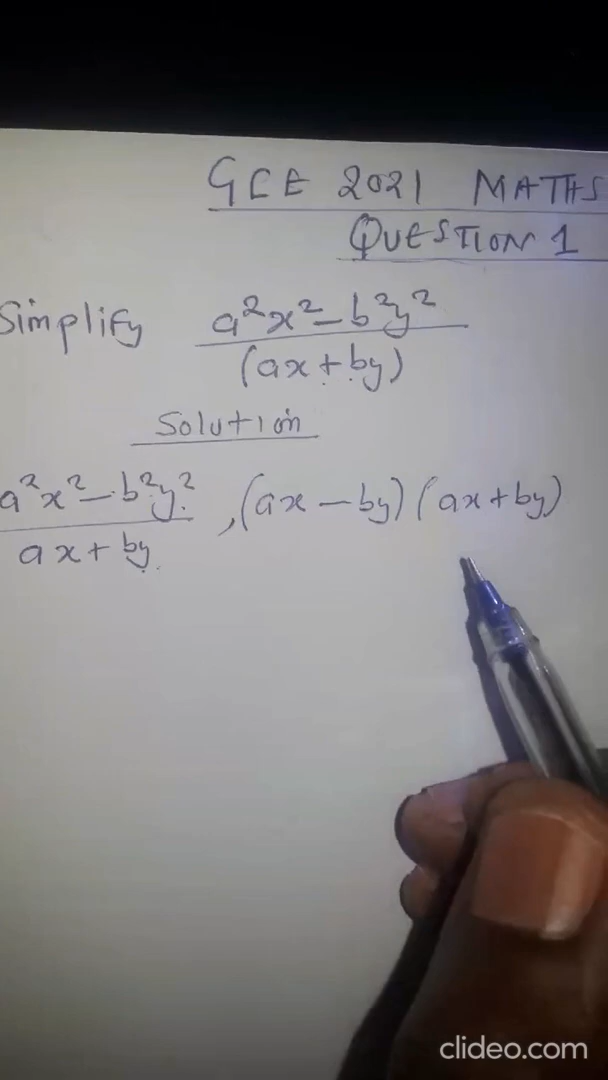 GCE 2021 MATHS
QUESTION 1
Simplify a²x² - b²y² / (ax + by)
Solution
a²x² - b²y² / ax + by , (ax - by) (ax + by)
clideo.com